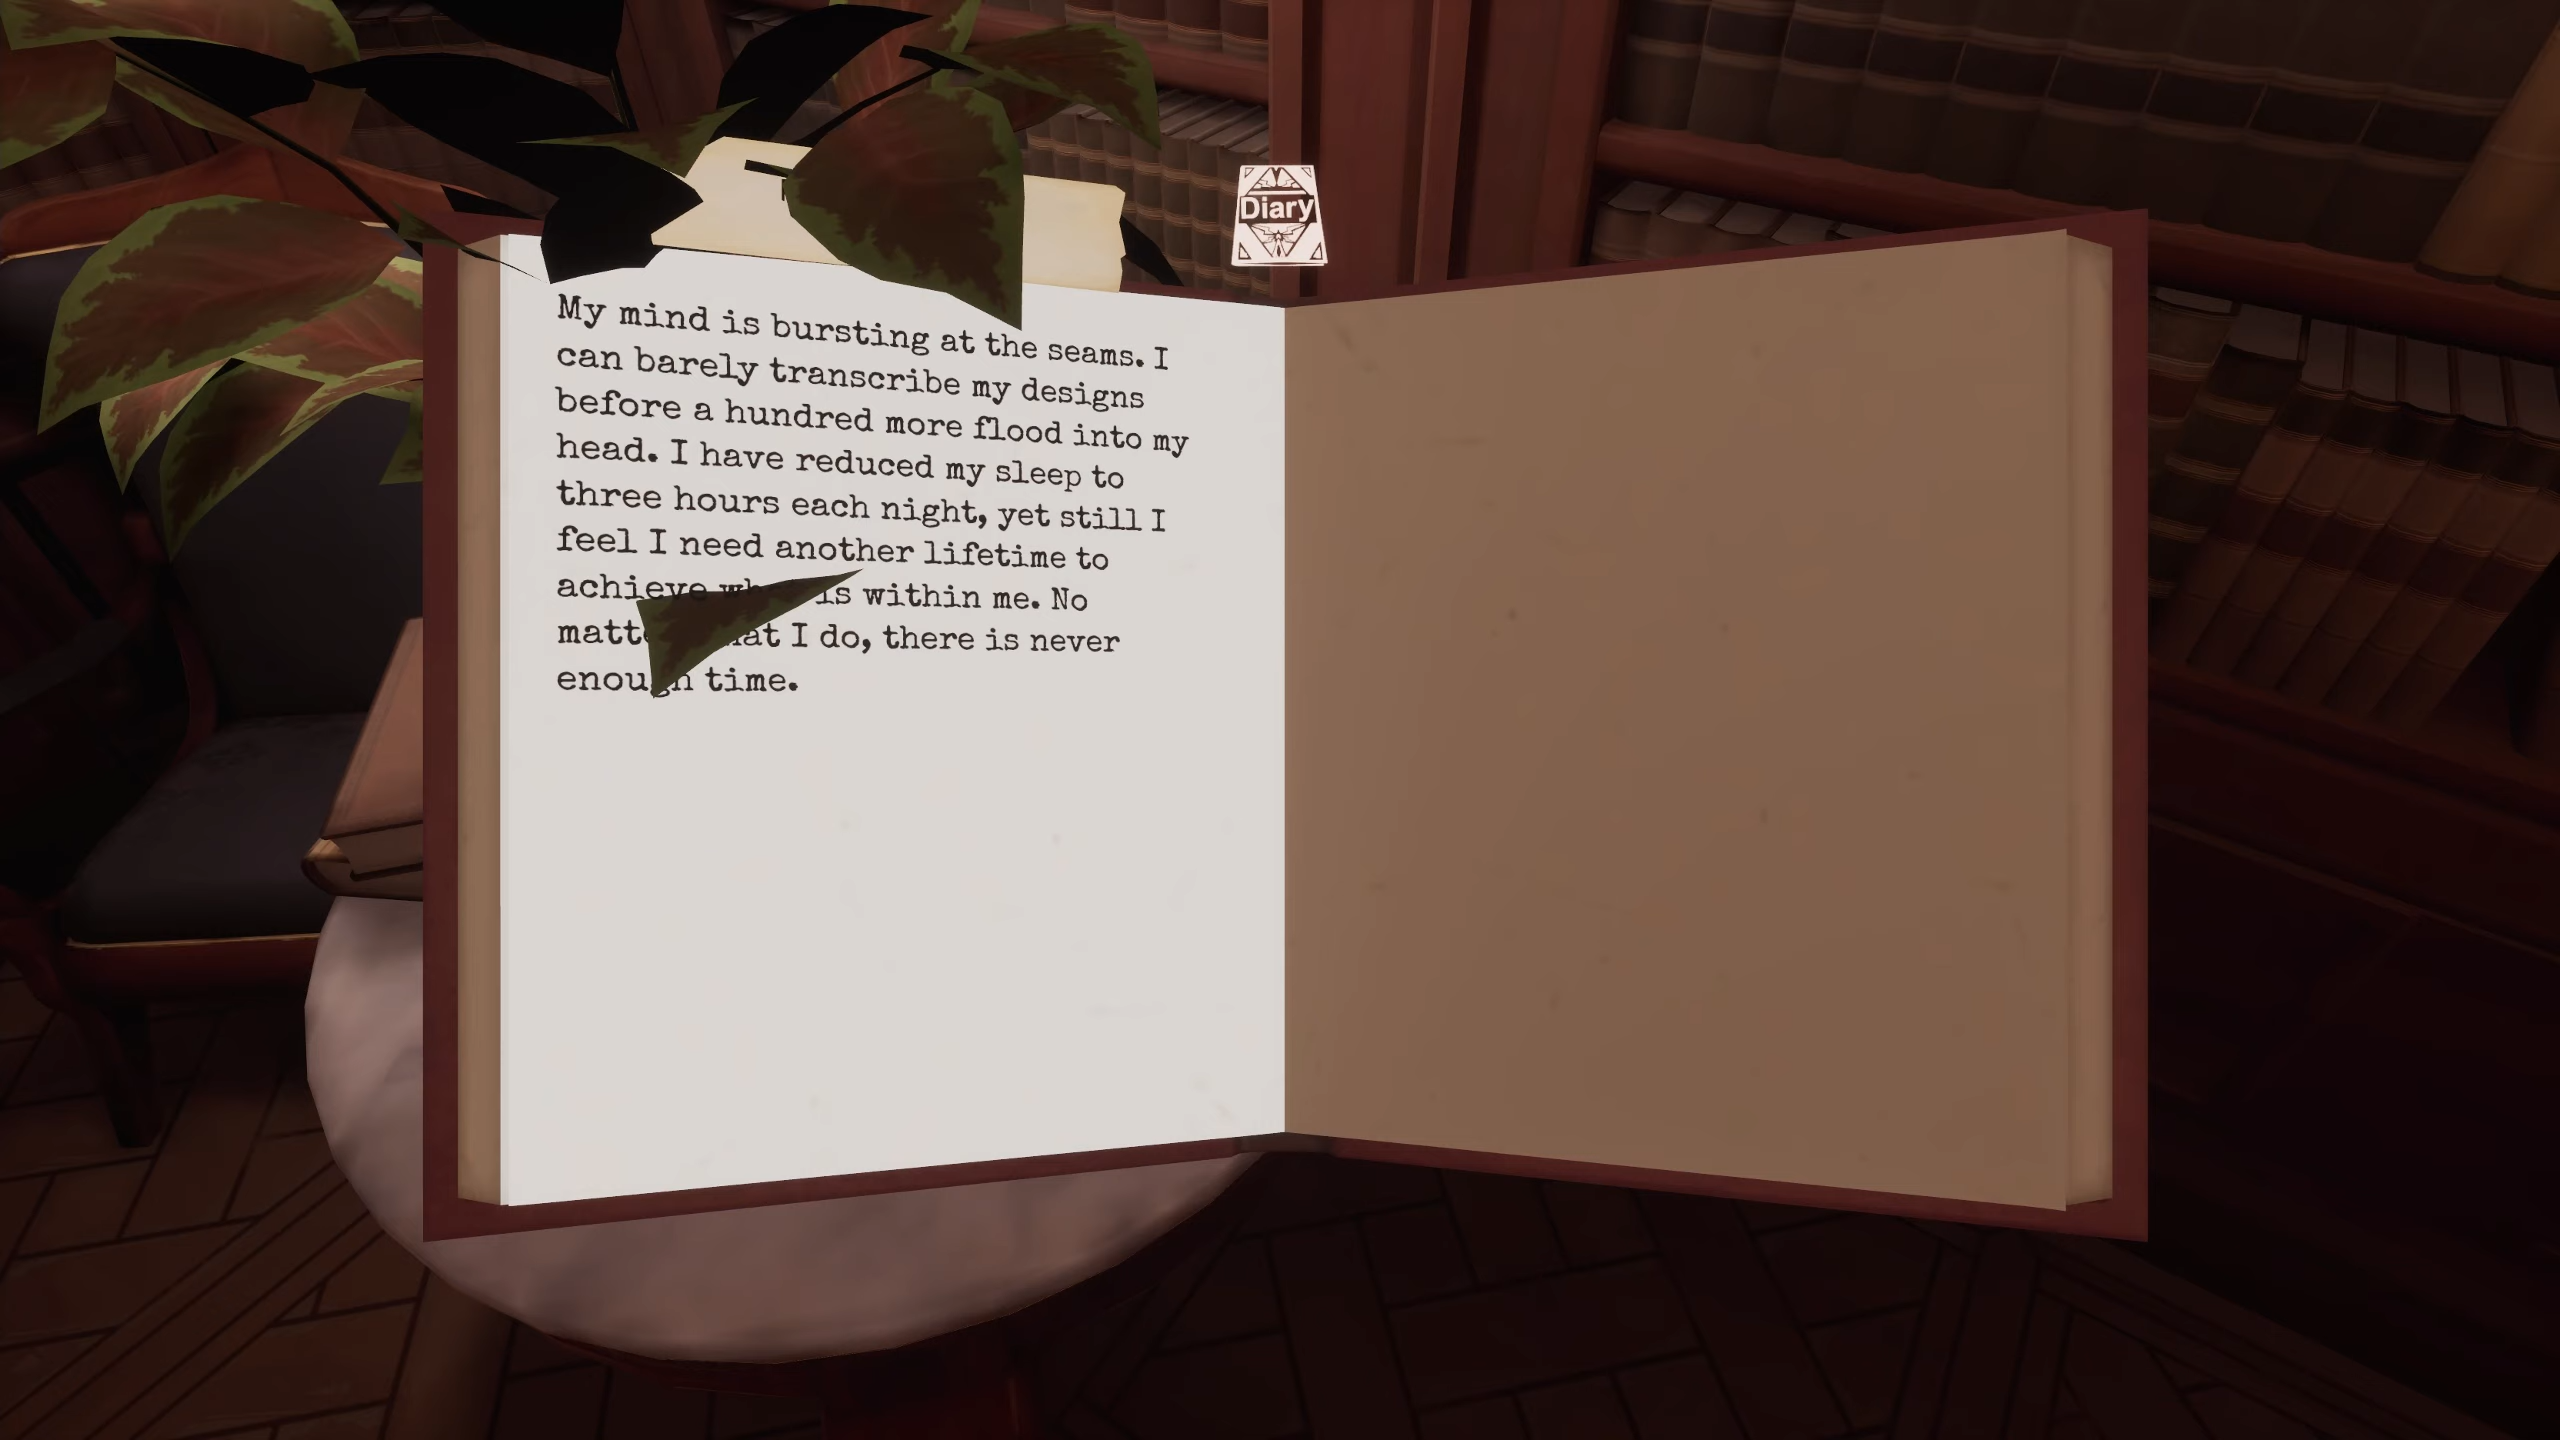 Diary
My mind is bursting at the seams. I
can barely transcribe my designs
before a hundred more flood into my
head. I have reduced my sleep to
three hours each night, yet still I
feel I need another lifetime to
achieve is within me. No
I do, there is never
enough time.